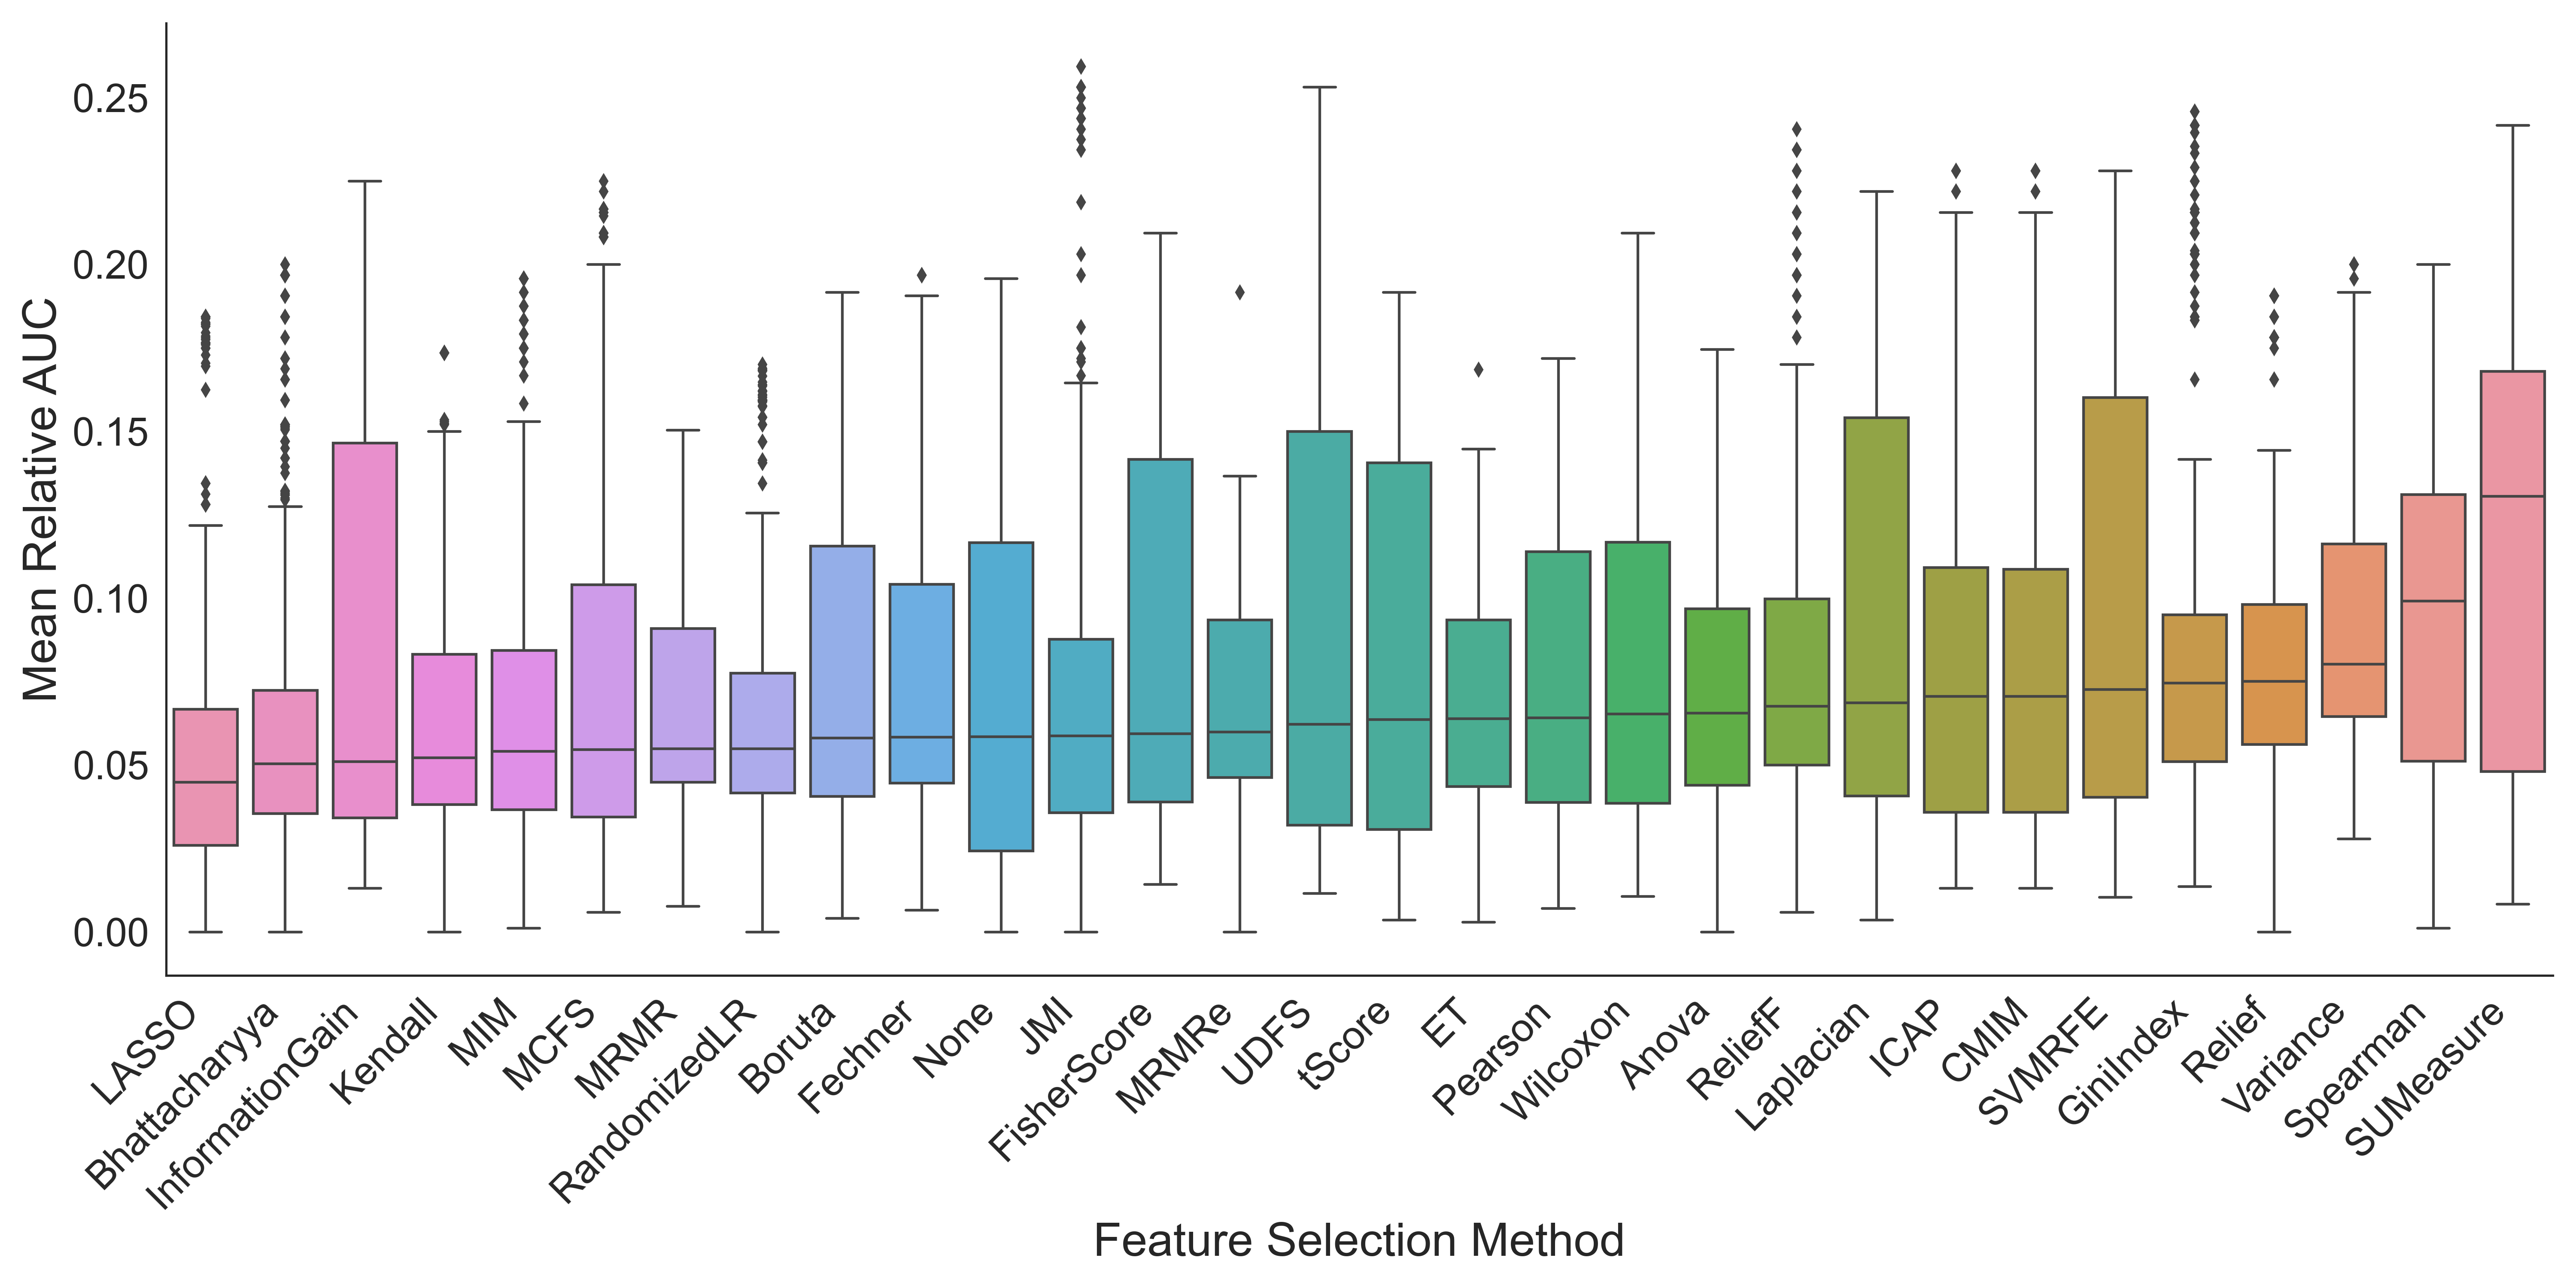 Mean Relative AUC
0.25
0.20
0.15
0.10
0.05
0.00
LASSO
Bhattacharyya
InformationGain
Kendall
MIM
MCFS
MRMR
RandomizedLR
Boruta
Fechner
None
JMI
FisherScore
MRMRe
UDFS
tScore
ET
Pearson
Wilcoxon
Anova
ReliefF
Laplacian
ICAP
CMIM
SVMRFE
GiniIndex
Relief
Variance
Spearman
SUMeasure
Feature Selection Method